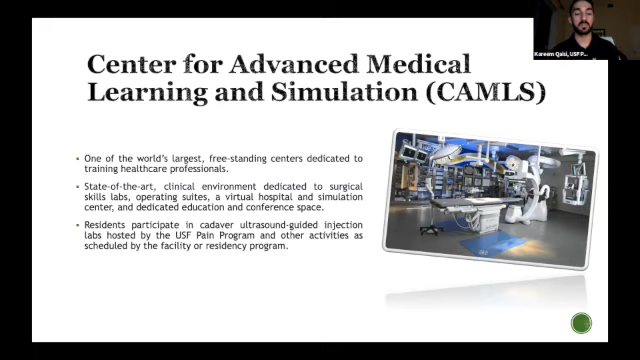 Center for Advanced Medical
Learning and Simulation (CAMLS)
Kareem Qaisi, USF P...
▪ One of the world's largest, free-standing centers dedicated to
training healthcare professionals.
▪ State-of-the-art, clinical environment dedicated to surgical
skills labs, operating suites, a virtual hospital and simulation
center, and dedicated education and conference space.
▪ Residents participate in cadaver ultrasound-guided injection
labs hosted by the USF Pain Program and other activities as
scheduled by the facility or residency program.